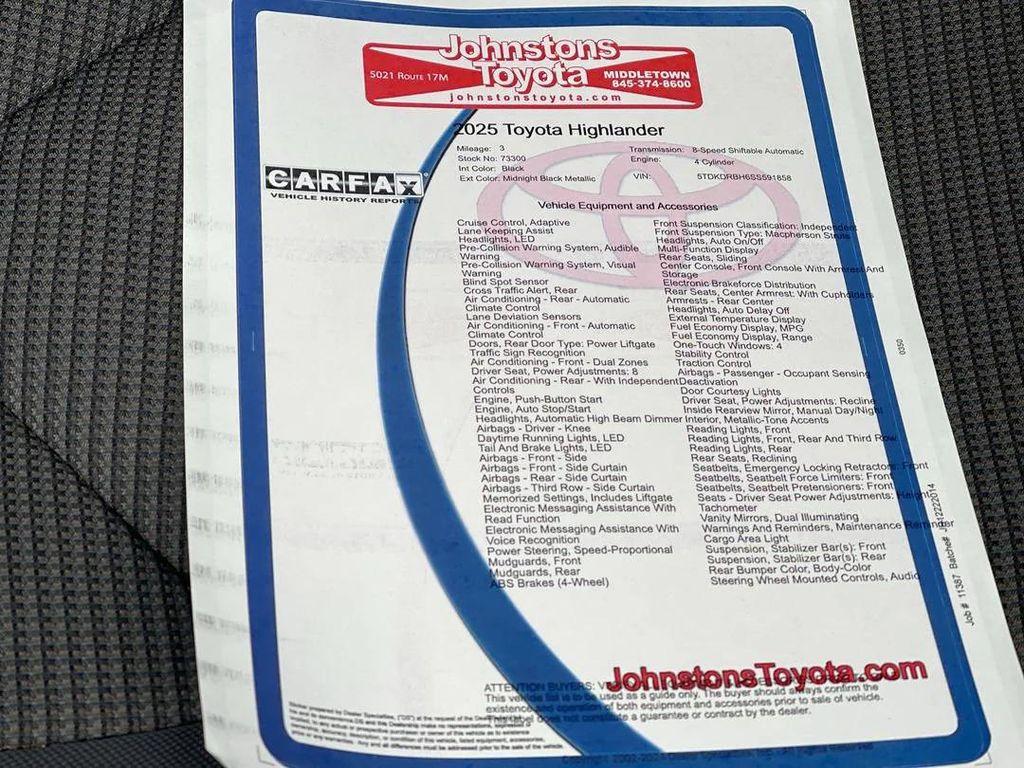 Johnstons
Toyota
5021 Route 17M
MIDDLETOWN
845-374-8600
johnstonstoyota.com
2025 Toyota Highlander
Mileage: 3
Stock No: 73300
Int Color: Black
Ext Color: Midnight Black Metallic
Transmission: 8-Speed Shiftable Automatic
Engine: 4 Cylinder
VIN: 5TDKDRBH6SS591858
CARFAX
VEHICLE HISTORY REPORTS
Vehicle Equipment and Accessories
Cruise Control, Adaptive
Lane Keeping Assist
Headlights, LED
Pre-Collision Warning System, Audible
Warning
Pre-Collision Warning System, Visual
Warning
Blind Spot Sensor
Cross Traffic Alert, Rear
Air Conditioning - Rear - Automatic
Climate Control
Lane Deviation Sensors
Air Conditioning - Front - Automatic
Climate Control
Doors, Rear Door Type: Power Liftgate
Traffic Sign Recognition
Air Conditioning - Front - Dual Zones
Driver Seat, Power Adjustments: 8
Air Conditioning - Rear - With Independent
Controls
Engine, Push-Button Start
Engine, Auto Stop/Start
Headlights, Automatic High Beam Dimmer
Airbags - Driver - Knee
Daytime Running Lights, LED
Tail And Brake Lights, LED
Airbags - Front - Side
Airbags - Front - Side Curtain
Airbags - Rear - Side Curtain
Airbags - Third Row - Side Curtain
Memorized Settings, Includes Liftgate
Electronic Messaging Assistance With
Read Function
Electronic Messaging Assistance With
Voice Recognition
Power Steering, Speed-Proportional
Mudguards, Front
Mudguards, Rear
ABS Brakes (4-Wheel)
Front Suspension Classification: Independent
Front Suspension Type: Macpherson Struts
Headlights, Auto On/Off
Multi-Function Display
Rear Seats, Sliding
Center Console, Front Console With Armrest And
Storage
Electronic Brakeforce Distribution
Rear Seats, Center Armrest: With Cupholders
Armrests - Rear Center
Headlights, Auto Delay Off
External Temperature Display
Fuel Economy Display, MPG
Fuel Economy Display, Range
One-Touch Windows: 4
Stability Control
Traction Control
Airbags - Passenger - Occupant Sensing
Deactivation
Door Courtesy Lights
Driver Seat, Power Adjustments: Recline
Inside Rearview Mirror, Manual Day/Night
Interior, Metallic-Tone Accents
Reading Lights, Front
Reading Lights, Front, Rear And Third Row
Reading Lights, Rear
Rear Seats, Reclining
Seatbelts, Emergency Locking Retractors: Front
Seatbelts, Seatbelt Force Limiters: Front
Seatbelts, Seatbelt Pretensioners: Front
Seats - Driver Seat Power Adjustments: Height
Tachometer
Vanity Mirrors, Dual Illuminating
Warnings And Reminders, Maintenance Reminder
Cargo Area Light
Suspension, Stabilizer Bar(s): Front
Suspension, Stabilizer Bar(s): Rear
Rear Bumper Color, Body-Color
Steering Wheel Mounted Controls, Audio
0350
Job # 11387 Batche#
JohnstonsToyota.com
ATTENTION BUYERS:
This vehicle list is to be used as a guide only. The buyer should always confirm the
existence and operation of both equipment and accessories prior to sale of vehicle.
This label does not constitute a guarantee or contract by the dealer.